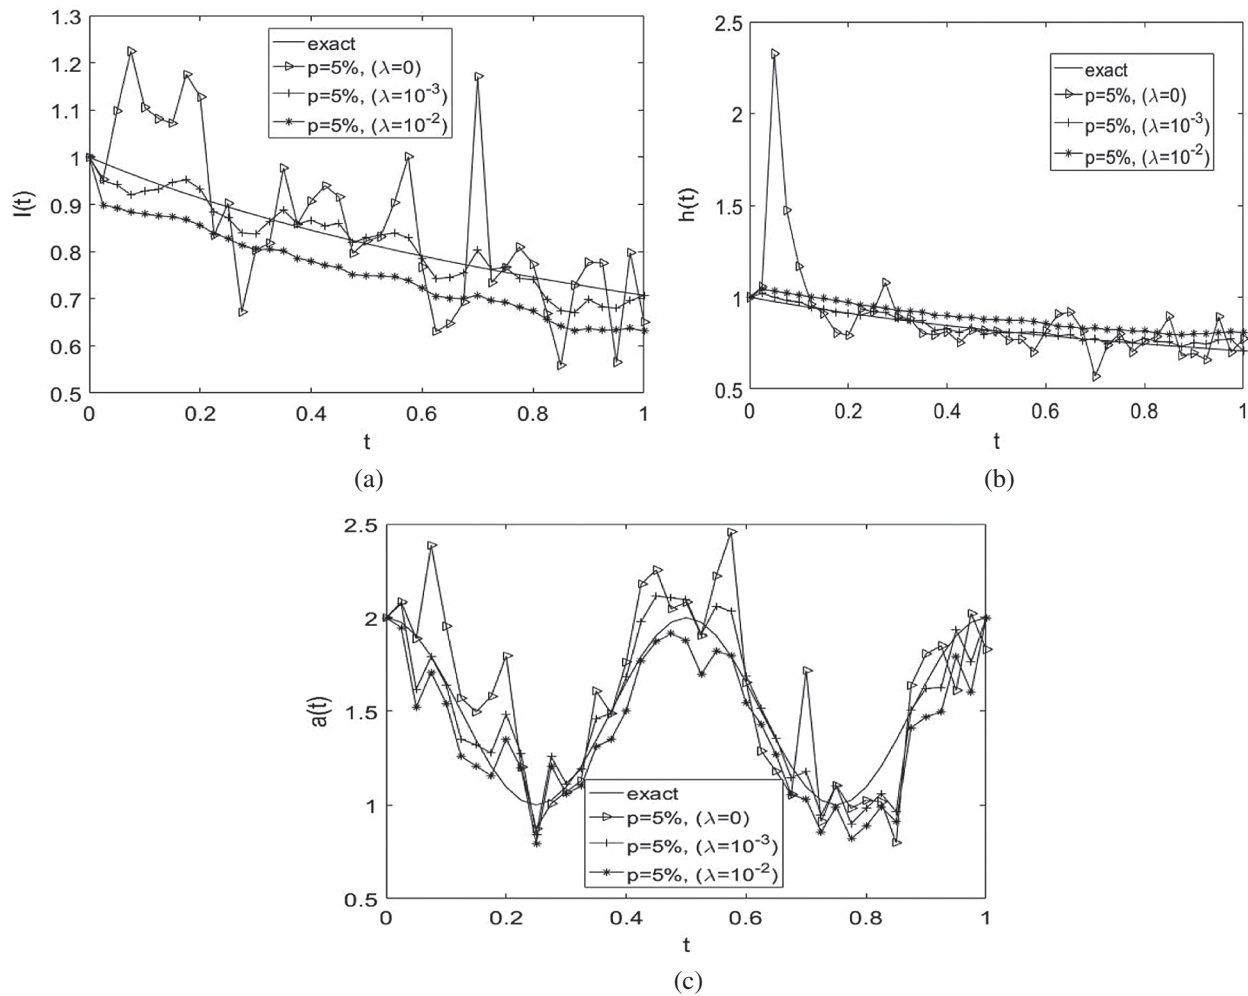 1.3
1.2
1.1
1
0.9
0.8
0.7
0.6
0.5
l(t)
exact
p=5%, (λ=0)
p=5%, (λ=10⁻³)
p=5%, (λ=10⁻²)
0 0.2 0.4 0.6 0.8 1
t
(a)
2.5
2
1.5
1
0.5
h(t)
exact
p=5%, (λ=0)
p=5%, (λ=10⁻³)
p=5%, (λ=10⁻²)
0 0.2 0.4 0.6 0.8 1
t
(b)
2.5
2
1.5
1
0.5
a(t)
exact
p=5%, (λ=0)
p=5%, (λ=10⁻³)
p=5%, (λ=10⁻²)
0 0.2 0.4 0.6 0.8 1
t
(c)